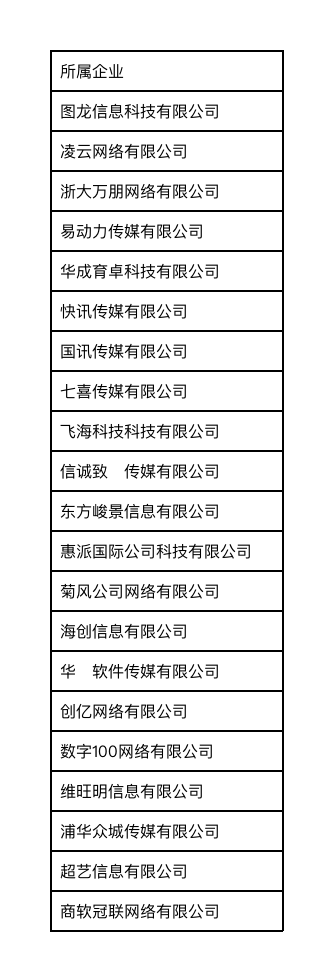 所属企业
图龙信息科技有限公司
凌云网络有限公司
浙大万朋网络有限公司
易动力传媒有限公司
华成育卓科技有限公司
快讯传媒有限公司
国讯传媒有限公司
七喜传媒有限公司
飞海科技科技有限公司
信诚致　传媒有限公司
东方峻景信息有限公司
惠派国际公司科技有限公司
菊风公司网络有限公司
海创信息有限公司
华　软件传媒有限公司
创亿网络有限公司
数字100网络有限公司
维旺明信息有限公司
浦华众城传媒有限公司
超艺信息有限公司
商软冠联网络有限公司